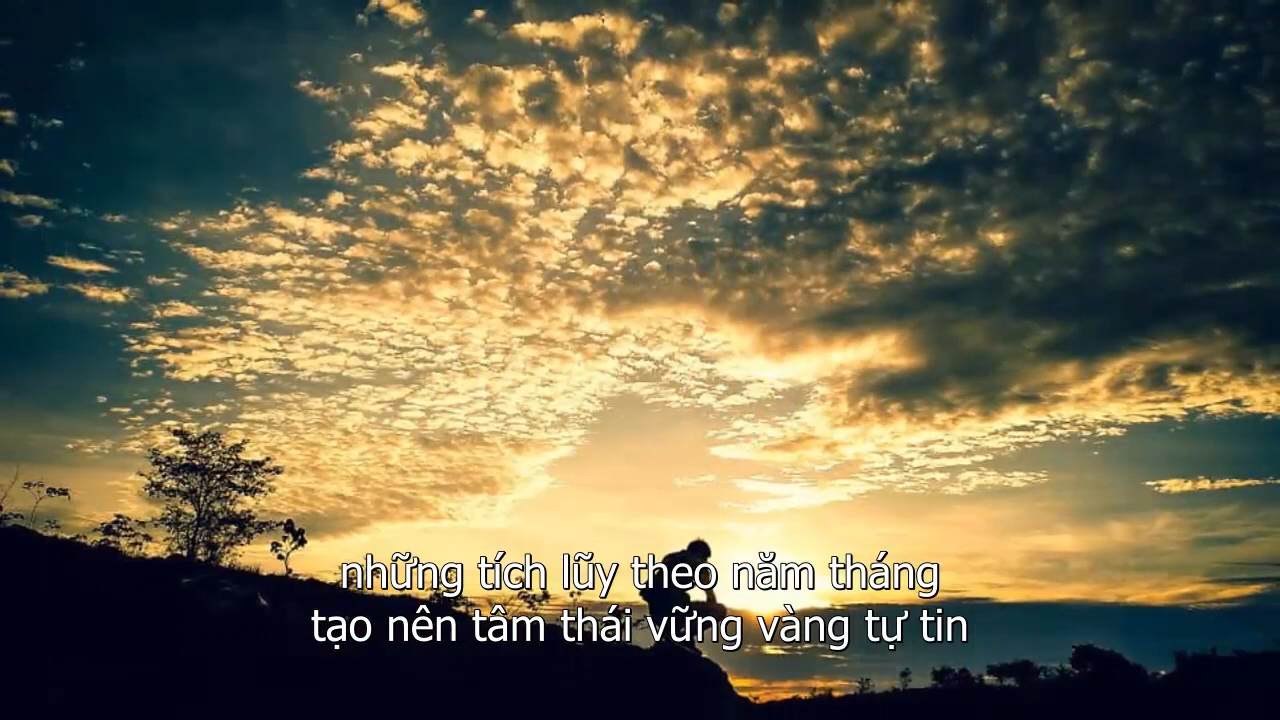 những tích lũy theo năm tháng
tạo nên tâm thái vững vàng tự tin